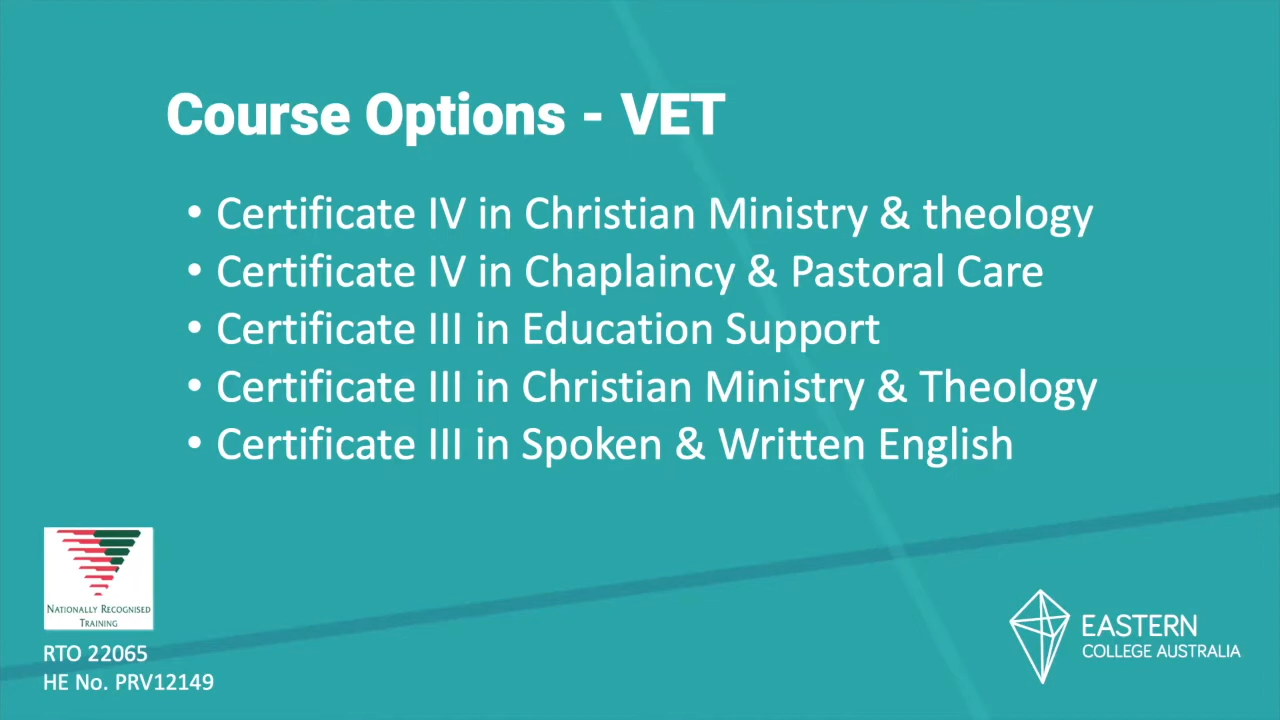 Course Options - VET
• Certificate IV in Christian Ministry & theology
• Certificate IV in Chaplaincy & Pastoral Care
• Certificate III in Education Support
• Certificate III in Christian Ministry & Theology
• Certificate III in Spoken & Written English
NATIONALLY RECOGNISED
TRAINING
RTO 22065
HE No. PRV12149
EASTERN
COLLEGE AUSTRALIA